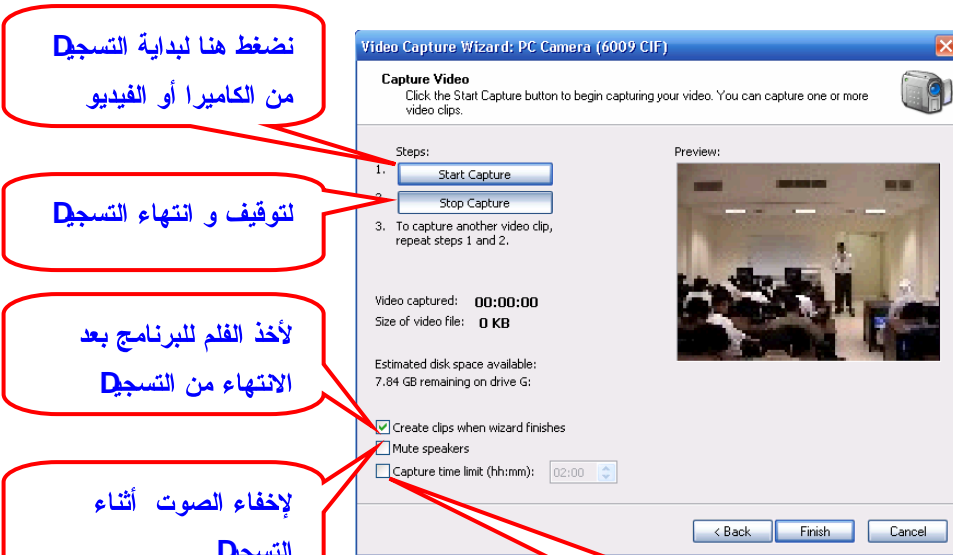 نضغط هنا لبداية التسجيD
من الكاميرا أو الفيديو
لتوقيف و انتهاء التسجيD
لأخذ الفلم للبرنامج بعد
الانتهاء من التسجيD
لإخفاء الصوت أثناء
التسجيD
Video Capture Wizard: PC Camera (6009 CIF)
Capture Video
Click the Start Capture button to begin capturing your video. You can capture one or more
video clips.
Steps:
1. Start Capture
Stop Capture
3. To capture another video clip,
repeat steps 1 and 2.
Video captured: 00:00:00
Size of video file: 0 KB
Estimated disk space available:
7.84 GB remaining on drive G:
Create clips when wizard finishes
Mute speakers
Capture time limit (hh:mm): 02:00
Preview:
< Back Finish Cancel